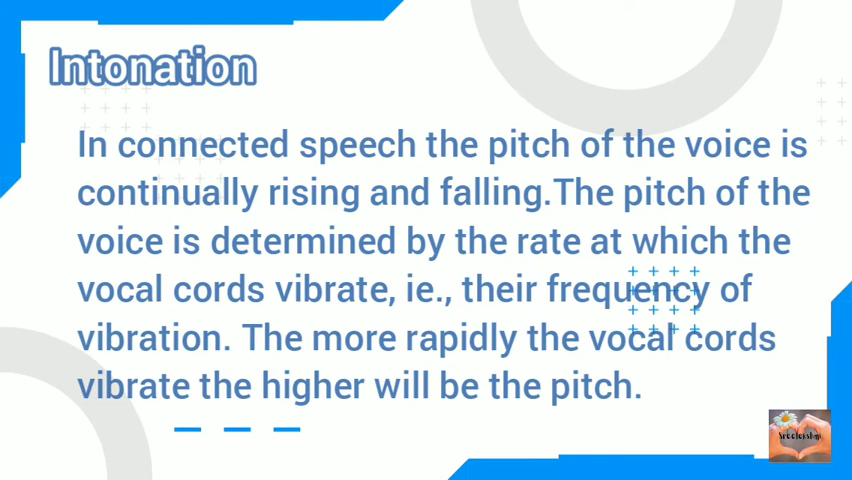 Intonation
In connected speech the pitch of the voice is
continually rising and falling.The pitch of the
voice is determined by the rate at which the
vocal cords vibrate, ie., their frequency of
vibration. The more rapidly the vocal cords
vibrate the higher will be the pitch.